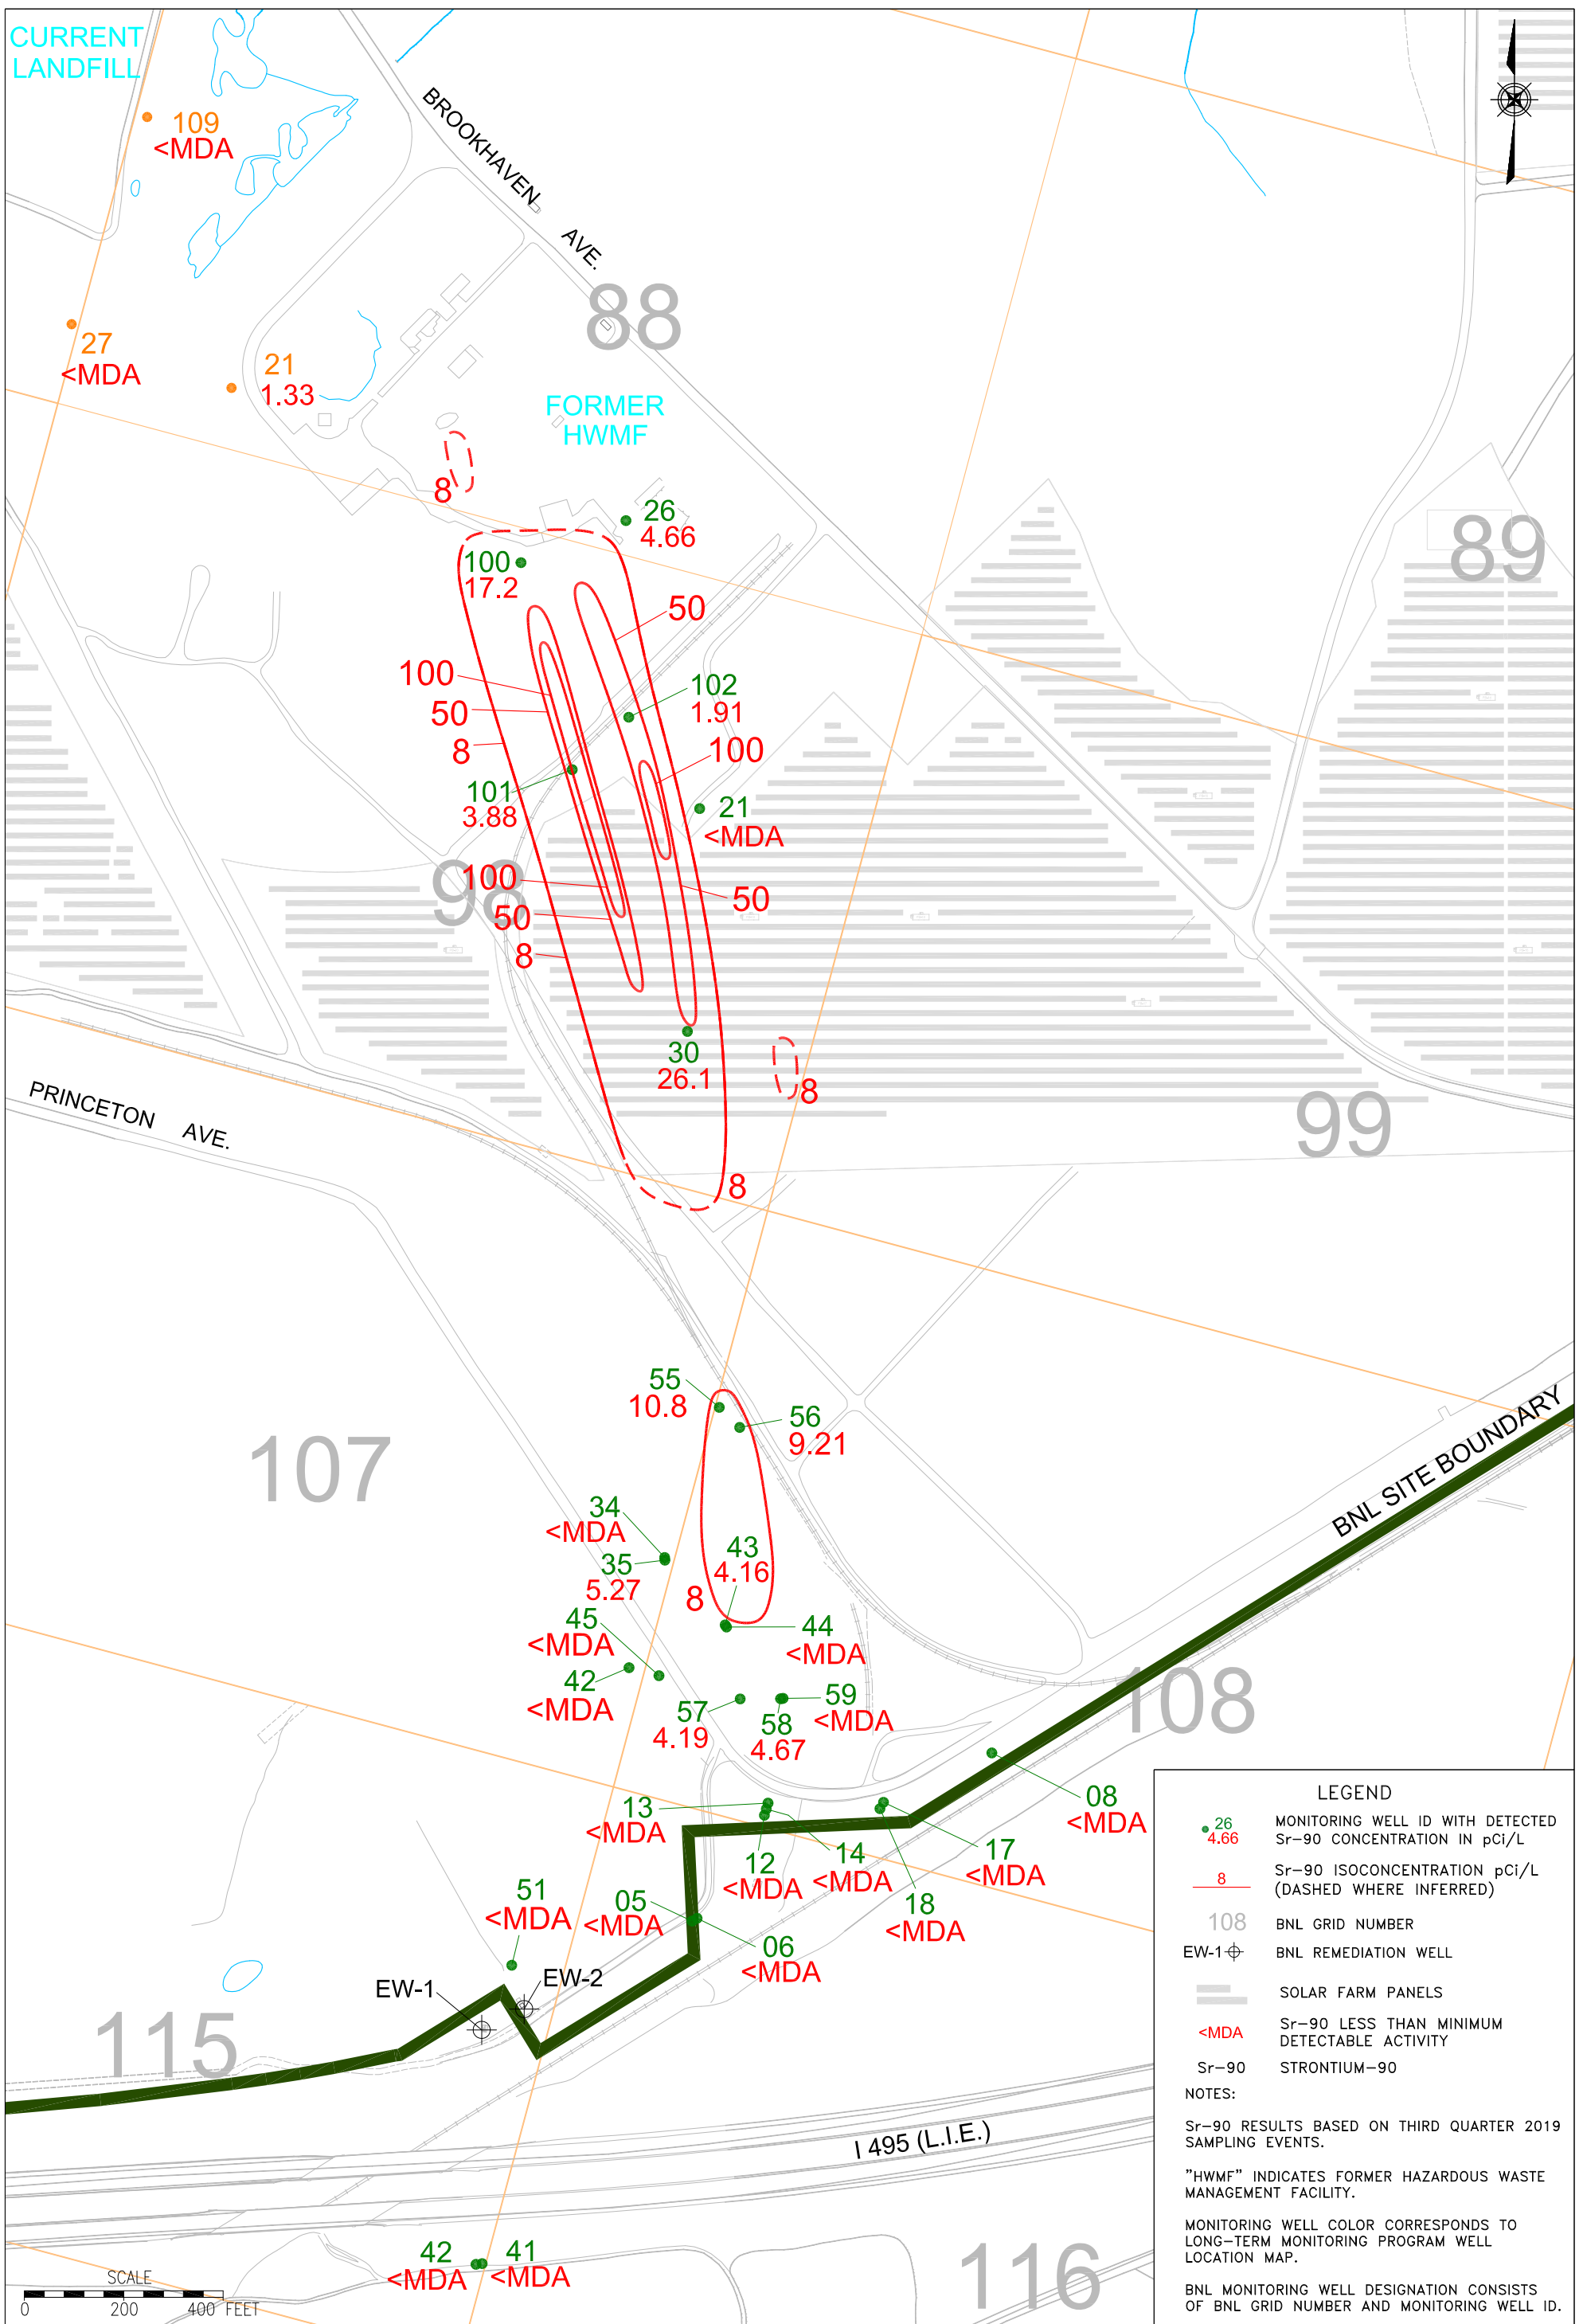 CURRENT
LANDFILL
109
<MDA
BROOKHAVEN AVE.
27
<MDA
21
1.33
88
FORMER
HWMF
8
26
4.66
89
100
17.2
50
100
50
8
102
1.91
100
101
3.88
21
<MDA
98
100
50
8
50
30
26.1
8
99
PRINCETON AVE.
8
55
10.8
56
9.21
107
34
<MDA
35
5.27
43
4.16
8
45
<MDA
44
<MDA
42
<MDA
57
4.19
58
4.67
59
<MDA
BNL SITE BOUNDARY
108
13
<MDA
12
<MDA
14
<MDA
17
<MDA
18
<MDA
08
<MDA
51
<MDA
05
<MDA
06
<MDA
EW-1
EW-2
115
I 495 (L.I.E.)
42
<MDA
41
<MDA
116
SCALE
0 200 400 FEET
LEGEND
26
4.66
MONITORING WELL ID WITH DETECTED
Sr-90 CONCENTRATION IN pCi/L
8
Sr-90 ISOCONCENTRATION pCi/L
(DASHED WHERE INFERRED)
108 BNL GRID NUMBER
EW-1 BNL REMEDIATION WELL
SOLAR FARM PANELS
<MDA
Sr-90 LESS THAN MINIMUM
DETECTABLE ACTIVITY
Sr-90 STRONTIUM-90
NOTES:
Sr-90 RESULTS BASED ON THIRD QUARTER 2019
SAMPLING EVENTS.
"HWMF" INDICATES FORMER HAZARDOUS WASTE
MANAGEMENT FACILITY.
MONITORING WELL COLOR CORRESPONDS TO
LONG-TERM MONITORING PROGRAM WELL
LOCATION MAP.
BNL MONITORING WELL DESIGNATION CONSISTS
OF BNL GRID NUMBER AND MONITORING WELL ID.